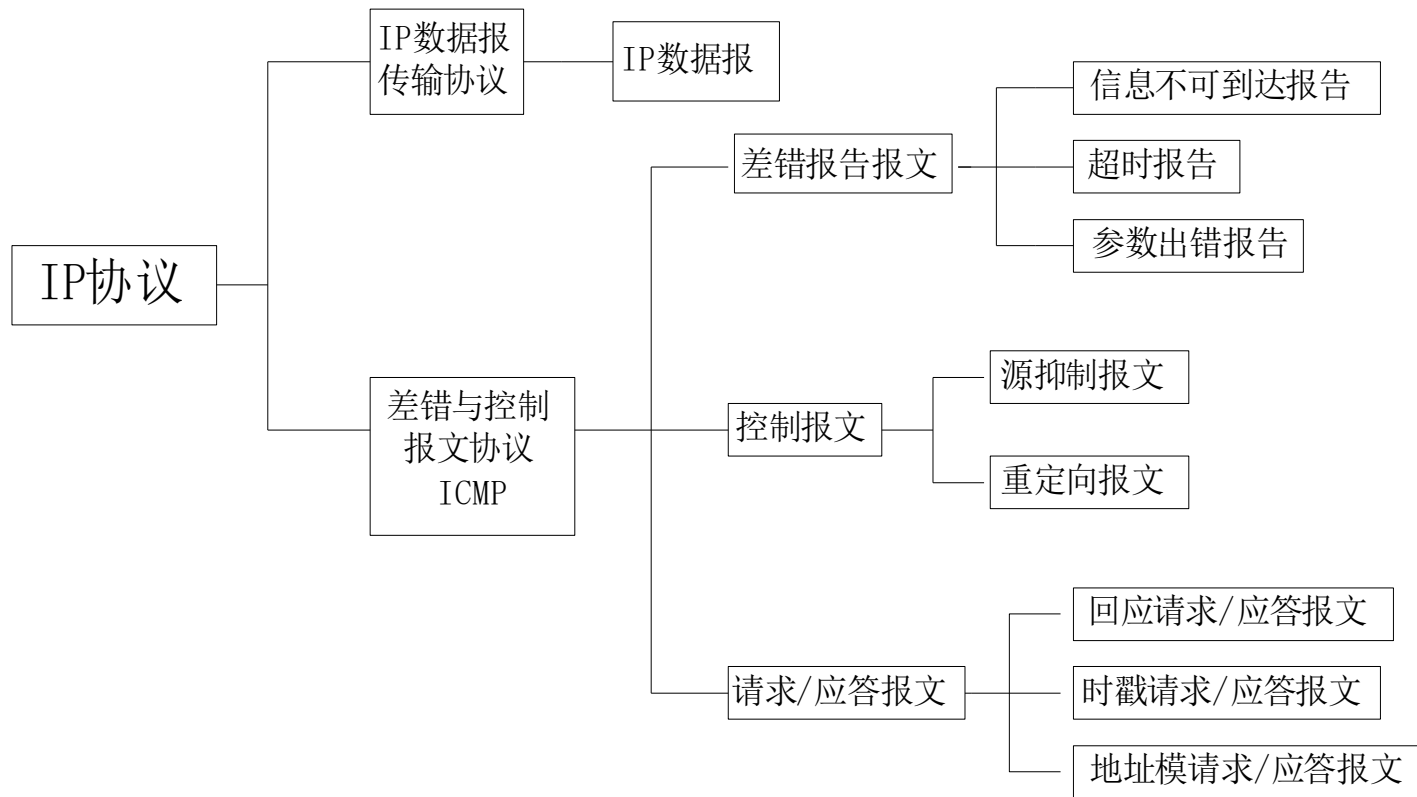 IP数据报
传输协议
IP数据报
信息不可到达报告
差错报告报文
超时报告
参数出错报告
IP协议
源抑制报文
差错与控制
报文协议
ICMP
控制报文
重定向报文
回应请求/应答报文
请求/应答报文
时戳请求/应答报文
地址模请求/应答报文